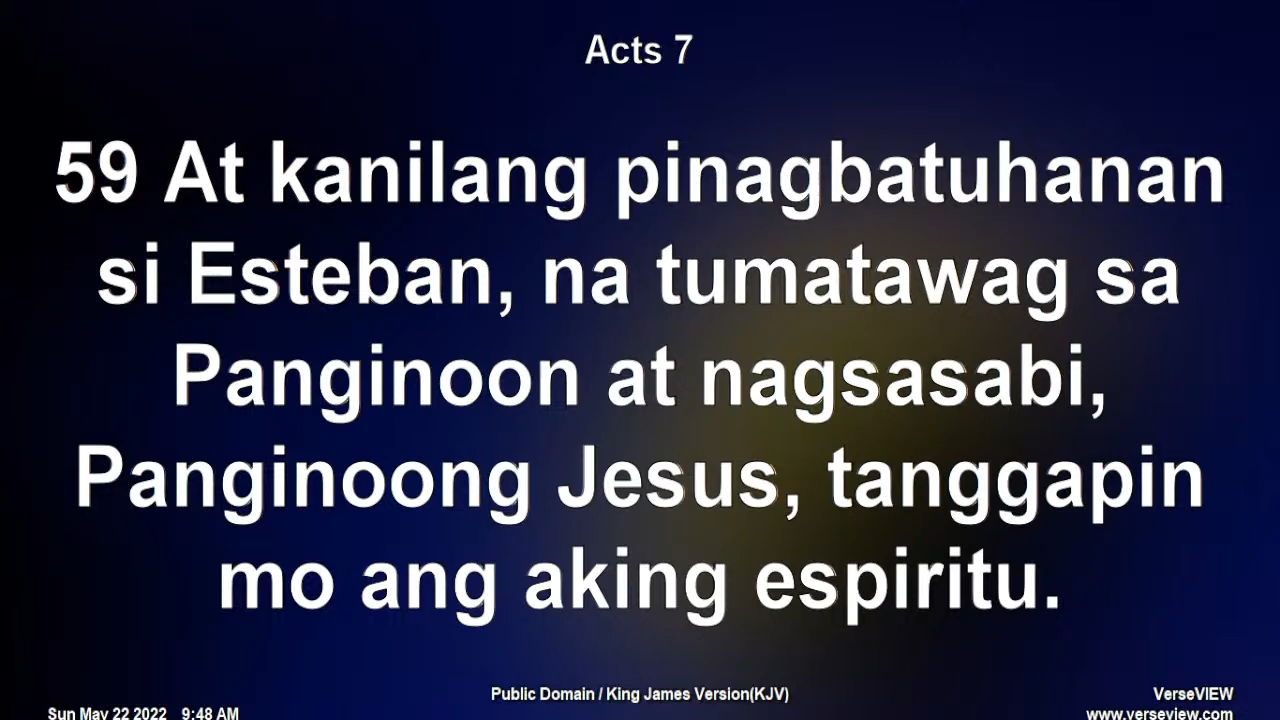 Acts 7
59 At kanilang pinagbatuhanan
si Esteban, na tumatawag sa
Panginoon at nagsasabi,
Panginoong Jesus, tanggapin
mo ang aking espiritu.
Public Domain / King James Version(KJV)
VerseVIEW
Sun May 22 2022 9:48 AM
www.verseview.com